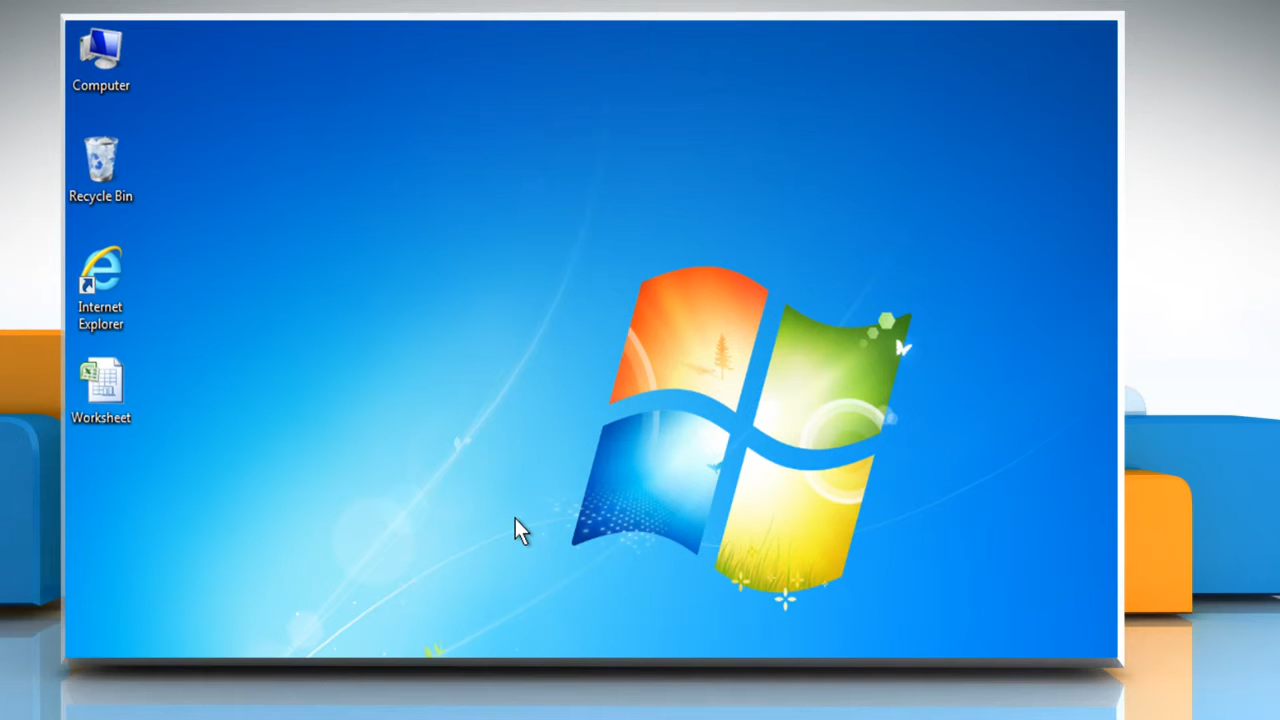 Computer
Recycle Bin
Internet
Explorer
Worksheet